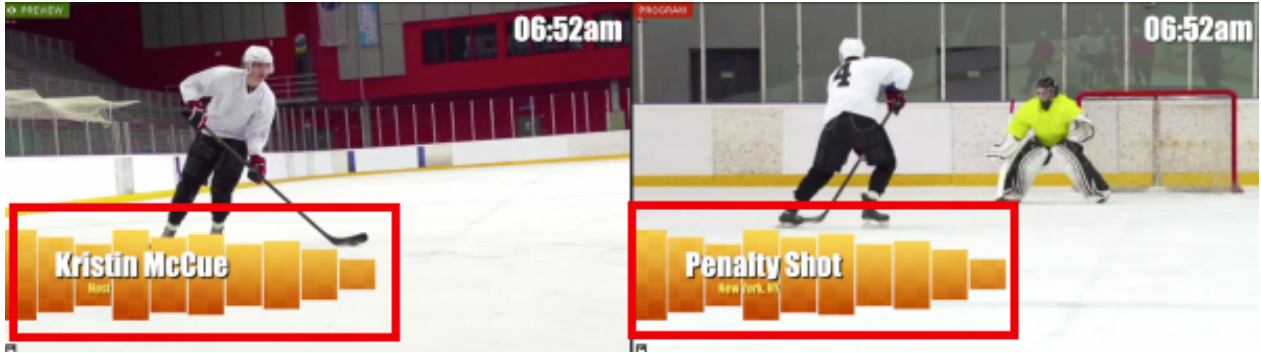 PREVIEW
06:52am
Kristin McCue
Host
PROGRAM
06:52am
4
Penalty Shot
New York, NY